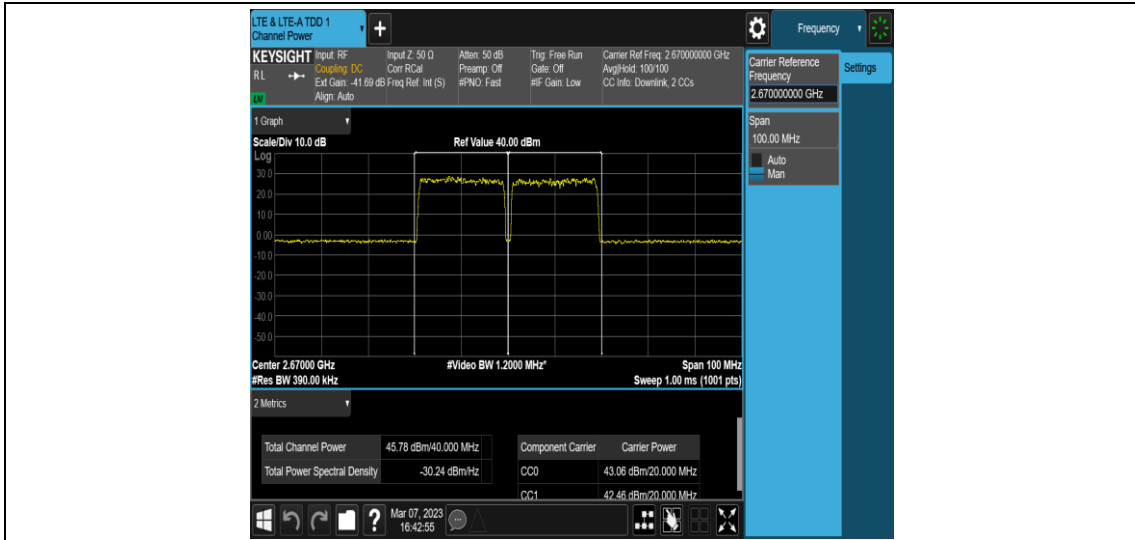 LTE & LTE-A TDD 1
Channel Power
+
Frequency
KEYSIGHT
R L
LXI
Input: RF
Coupling: DC
Ext Gain: -41.69 dB
Align: Auto
Input Z: 50 Ω
Corr RCal
Freq Ref: Int (S)
Atten: 50 dB
Preamp: Off
#PNO: Fast
Trig: Free Run
Gate: Off
#IF Gain: Low
Carrier Ref Freq: 2.670000000 GHz
Avg|Hold: 100/100
CC Info: Downlink, 2 CCs
Carrier Reference
Frequency
2.670000000 GHz
Settings
Span
100.00 MHz
Auto
Man
1 Graph
Scale/Div 10.0 dB
Ref Value 40.00 dBm
Log
30.0
20.0
10.0
0.00
-10.0
-20.0
-30.0
-40.0
-50.0
Center 2.67000 GHz
#Video BW 1.2000 MHz*
Span 100 MHz
#Res BW 390.00 kHz
Sweep 1.00 ms (1001 pts)
2 Metrics
Total Channel Power 45.78 dBm/40.000 MHz
Total Power Spectral Density -30.24 dBm/Hz
Component Carrier Carrier Power
CC0 43.06 dBm/20.000 MHz
CC1 42.46 dBm/20.000 MHz
?
Mar 07, 2023
16:42:55